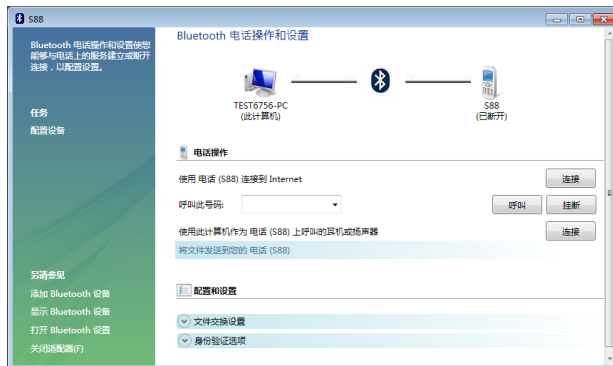 S88
Bluetooth 电话操作和设置使您
能够与电话上的服务建立或断开
连接，以配置设置。
任务
配置设备
另请参见
添加 Bluetooth 设备
显示 Bluetooth 设备
打开 Bluetooth 设置
关闭适配器(F)
Bluetooth 电话操作和设置
TEST6756-PC
(此计算机)
S88
(已断开)
电话操作
使用 电话 (S88) 连接到 Internet
连接
呼叫此号码:
呼叫
挂断
使用此计算机作为 电话 (S88) 上呼叫的耳机或扬声器
连接
将文件发送到您的 电话 (S88)
配置和设置
文件交换设置
身份验证选项